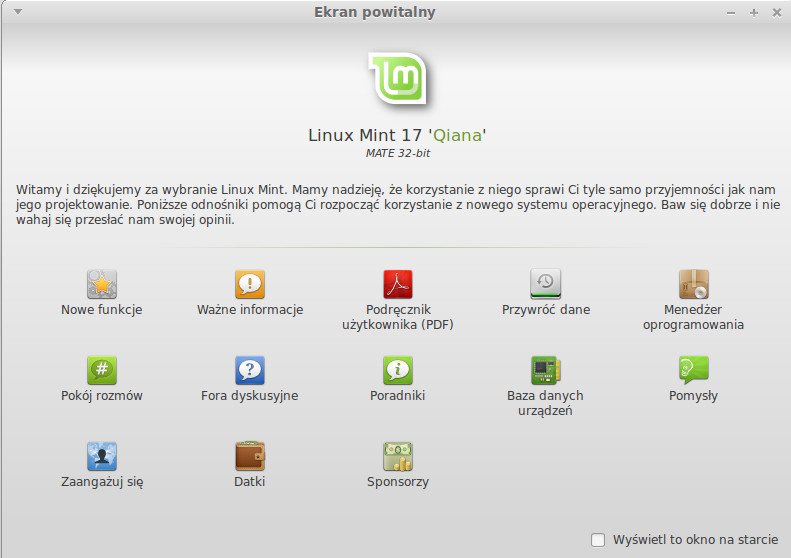 Ekran powitalny
lm
Linux Mint 17 'Qiana'
MATE 32-bit
Witamy i dziękujemy za wybranie Linux Mint. Mamy nadzieję, że korzystanie z niego sprawi Ci tyle samo przyjemności jak nam
jego projektowanie. Poniższe odnośniki pomogą Ci rozpocząć korzystanie z nowego systemu operacyjnego. Baw się dobrze i nie
wahaj się przesłać nam swojej opinii.
Nowe funkcje
Ważne informacje
Podręcznik
użytkownika (PDF)
Przywróć dane
Menedżer
oprogramowania
Pokój rozmów
Fora dyskusyjne
Poradniki
Baza danych
urządzeń
Pomysły
Zaangażuj się
Datki
Sponsorzy
Wyświetl to okno na starcie